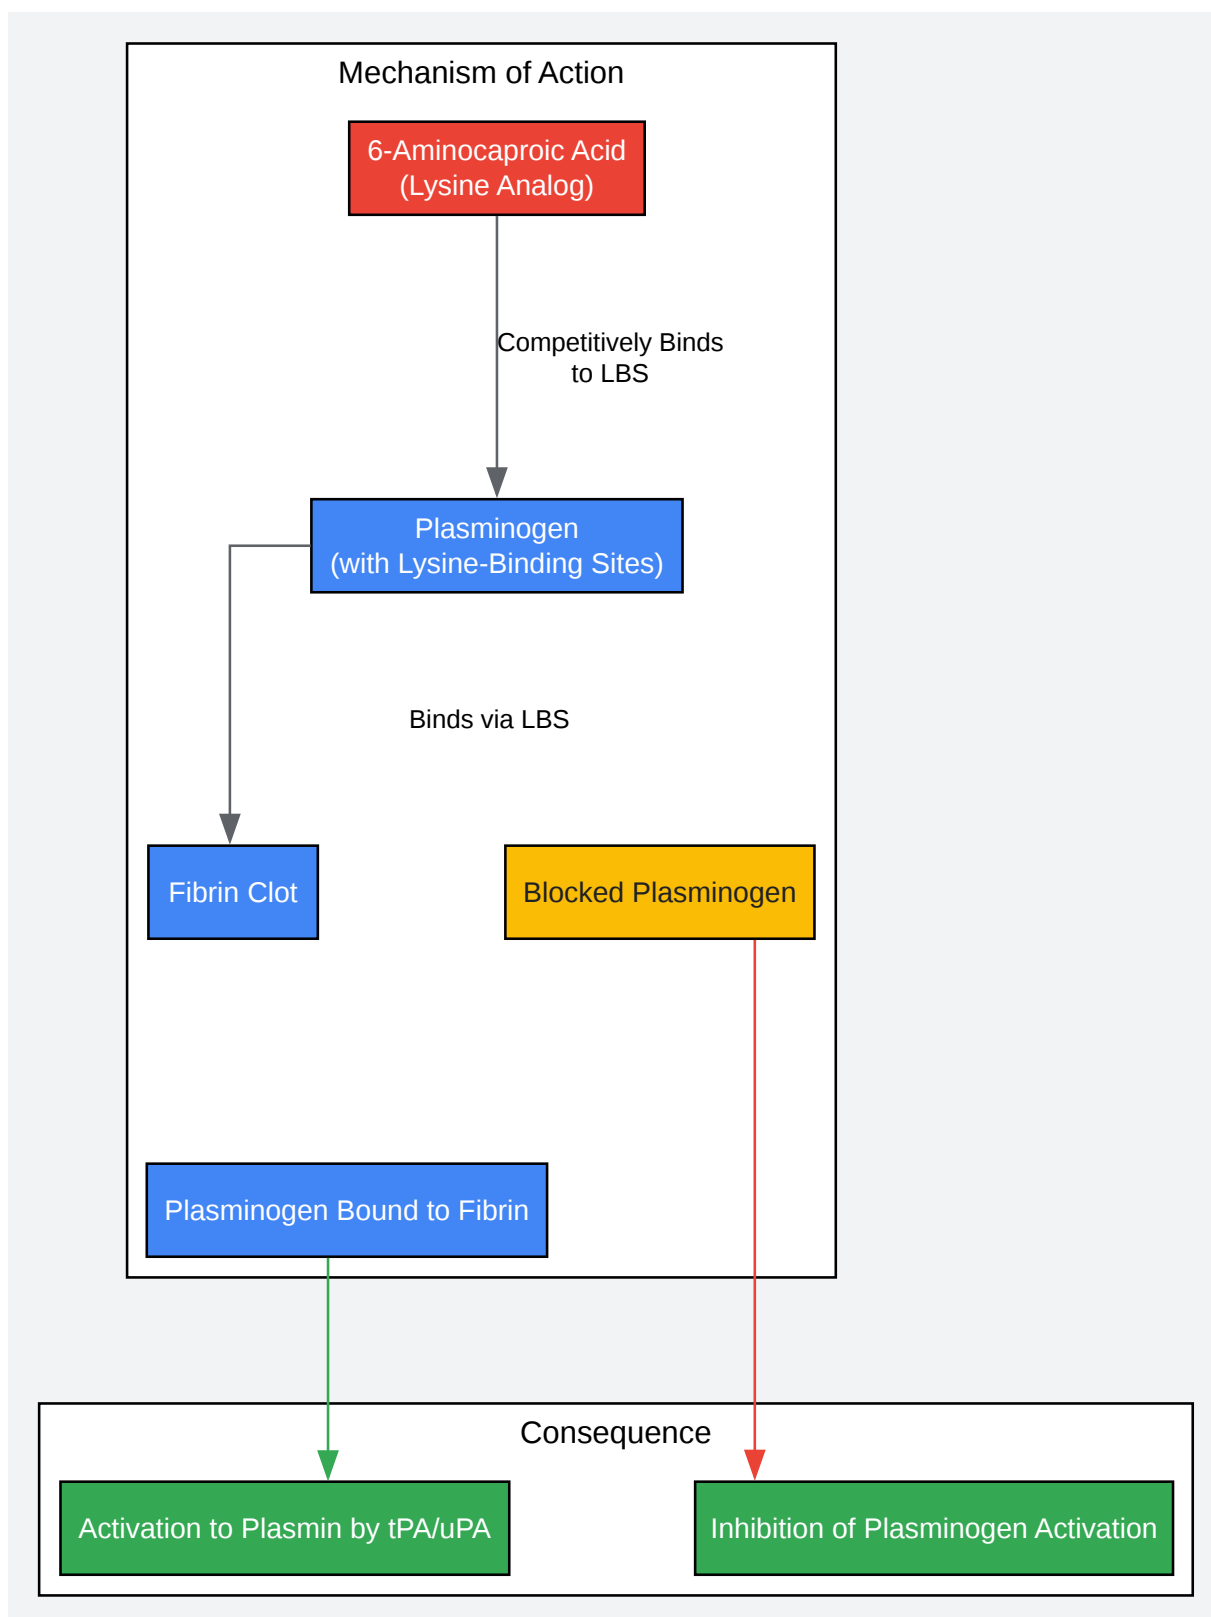 Mechanism of Action
6-Aminocaproic Acid
(Lysine Analog)
Competitively Binds
to LBS
Plasminogen
(with Lysine-Binding Sites)
Binds via LBS
Fibrin Clot
Blocked Plasminogen
Plasminogen Bound to Fibrin
Consequence
Activation to Plasmin by tPA/uPA
Inhibition of Plasminogen Activation